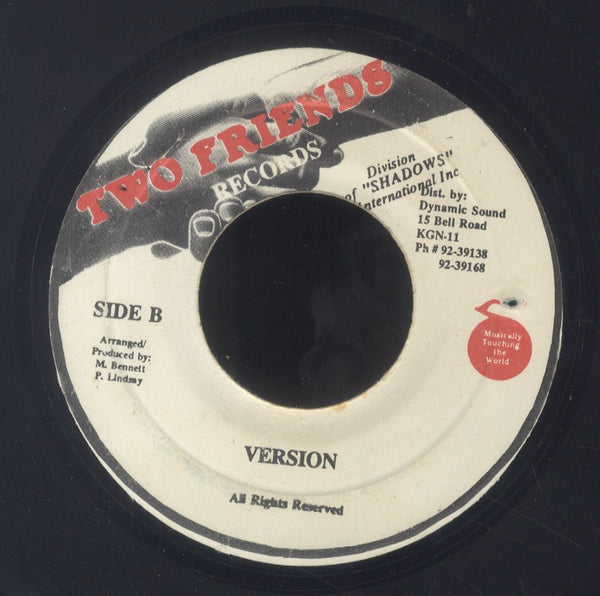 TWO FRIENDS
RECORDS
Division
of "SHADOWS"
International Inc
Dist. by:
Dynamic Sound
15 Bell Road
KGN-11
Ph # 92-39138
92-39168
SIDE B
Arranged/
Produced by:
M. Bennett
P. Lindsay
Musically
Touching
the
World
VERSION
All Rights Reserved